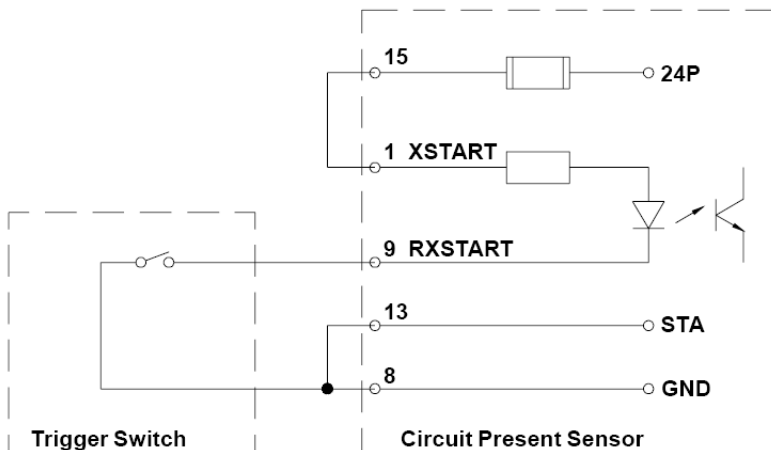 15
24P
1 XSTART
9 RXSTART
13
STA
8
GND
Trigger Switch
Circuit Present Sensor